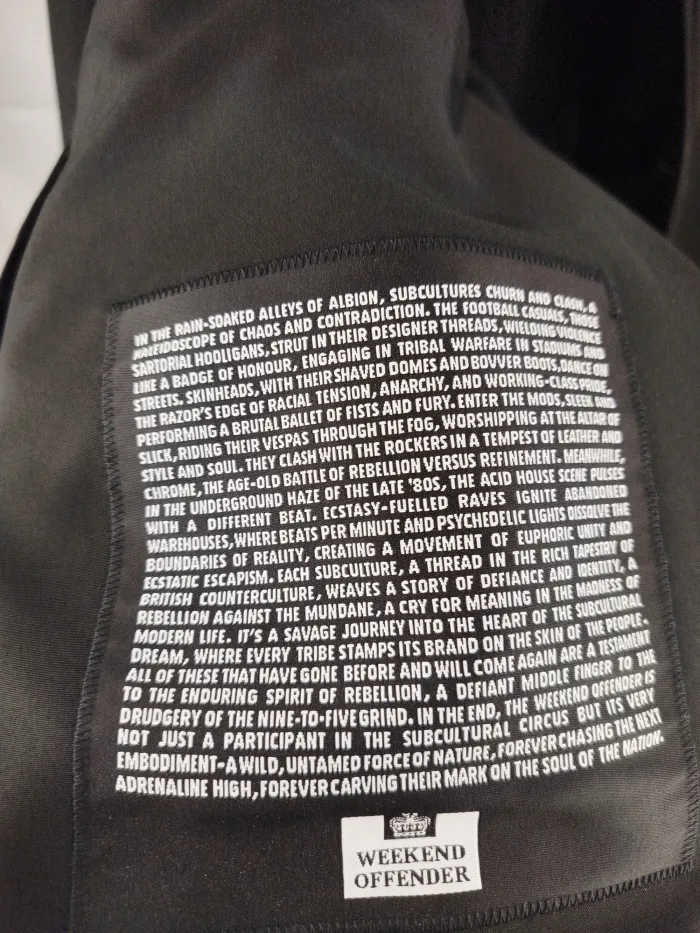 IN THE RAIN-SOAKED ALLEYS OF ALBION, SUBCULTURES CHURN AND CLASH, A
KALEIDOSCOPE OF CHAOS AND CONTRADICTION. THE FOOTBALL CASUALS, THOSE
SARTORIAL HOOLIGANS, STRUT IN THEIR DESIGNER THREADS, WIELDING VIOLENCE
LIKE A BADGE OF HONOUR, ENGAGING IN TRIBAL WARFARE IN STADIUMS AND
STREETS. SKINHEADS, WITH THEIR SHAVED DOMES AND BOVVER BOOTS, DANCE ON
THE RAZOR'S EDGE OF RACIAL TENSION, ANARCHY, AND WORKING-CLASS PRIDE,
PERFORMING A BRUTAL BALLET OF FISTS AND FURY. ENTER THE MODS, SLEEK AND
SLICK, RIDING THEIR VESPAS THROUGH THE FOG, WORSHIPPING AT THE ALTAR OF
STYLE AND SOUL. THEY CLASH WITH THE ROCKERS IN A TEMPEST OF LEATHER AND
CHROME, THE AGE-OLD BATTLE OF REBELLION VERSUS REFINEMENT. MEANWHILE,
IN THE UNDERGROUND HAZE OF THE LATE '80S, THE ACID HOUSE SCENE PULSES
WITH A DIFFERENT BEAT. ECSTASY-FUELLED RAVES IGNITE ABANDONED
WAREHOUSES, WHERE BEATS PER MINUTE AND PSYCHEDELIC LIGHTS DISSOLVE THE
BOUNDARIES OF REALITY, CREATING A MOVEMENT OF EUPHORIC UNITY AND
ECSTATIC ESCAPISM. EACH SUBCULTURE, A THREAD IN THE RICH TAPESTRY OF
BRITISH COUNTERCULTURE, WEAVES A STORY OF DEFIANCE AND IDENTITY, A
REBELLION AGAINST THE MUNDANE, A CRY FOR MEANING IN THE MADNESS OF
MODERN LIFE. IT'S A SAVAGE JOURNEY INTO THE HEART OF THE SUBCULTURAL
DREAM, WHERE EVERY TRIBE STAMPS ITS BRAND ON THE SKIN OF THE PEOPLE.
ALL OF THESE THAT HAVE GONE BEFORE AND WILL COME AGAIN ARE A TESTAMENT
TO THE ENDURING SPIRIT OF REBELLION, A DEFIANT MIDDLE FINGER TO THE
DRUDGERY OF THE NINE-TO-FIVE GRIND. IN THE END, THE WEEKEND OFFENDER IS
NOT JUST A PARTICIPANT IN THE SUBCULTURAL CIRCUS BUT ITS VERY
EMBODIMENT-A WILD, UNTAMED FORCE OF NATURE, FOREVER CHASING THE NEXT
ADRENALINE HIGH, FOREVER CARVING THEIR MARK ON THE SOUL OF THE NATION.
WEEKEND
OFFENDER